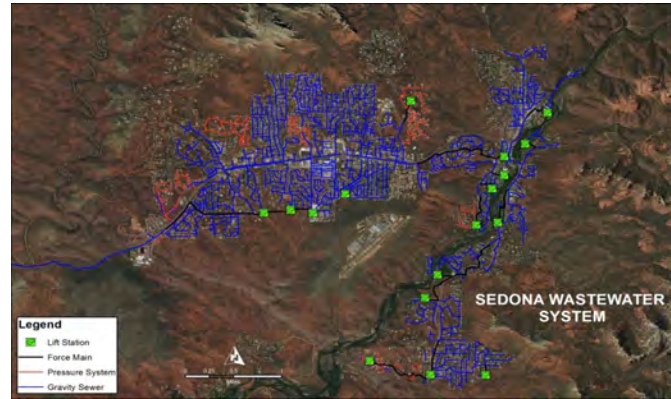 SEDONA WASTEWATER
SYSTEM
Legend
Lift Station
Force Main
Pressure System
Gravity Sewer